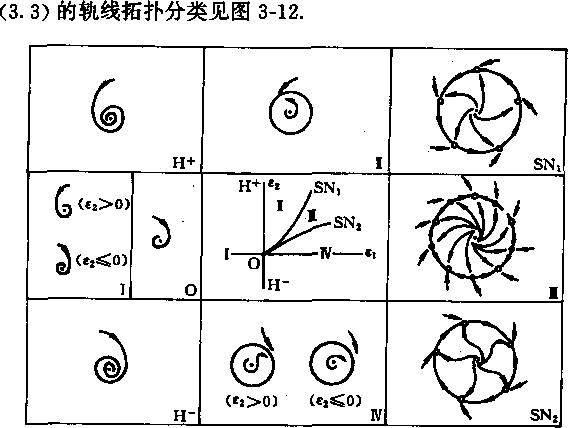 (3.3) 的轨线拓扑分类见图 3-12.
H+
Ⅱ
SN₁
(ε₂>0)
(ε₂≤0)
Ⅰ
O
H+ ε₂ SN₁
Ⅰ Ⅲ SN₂
Ⅰ O Ⅳ ε₁
H-
Ⅲ
H-
(ε₂>0) (ε₂≤0)
Ⅳ
SN₂